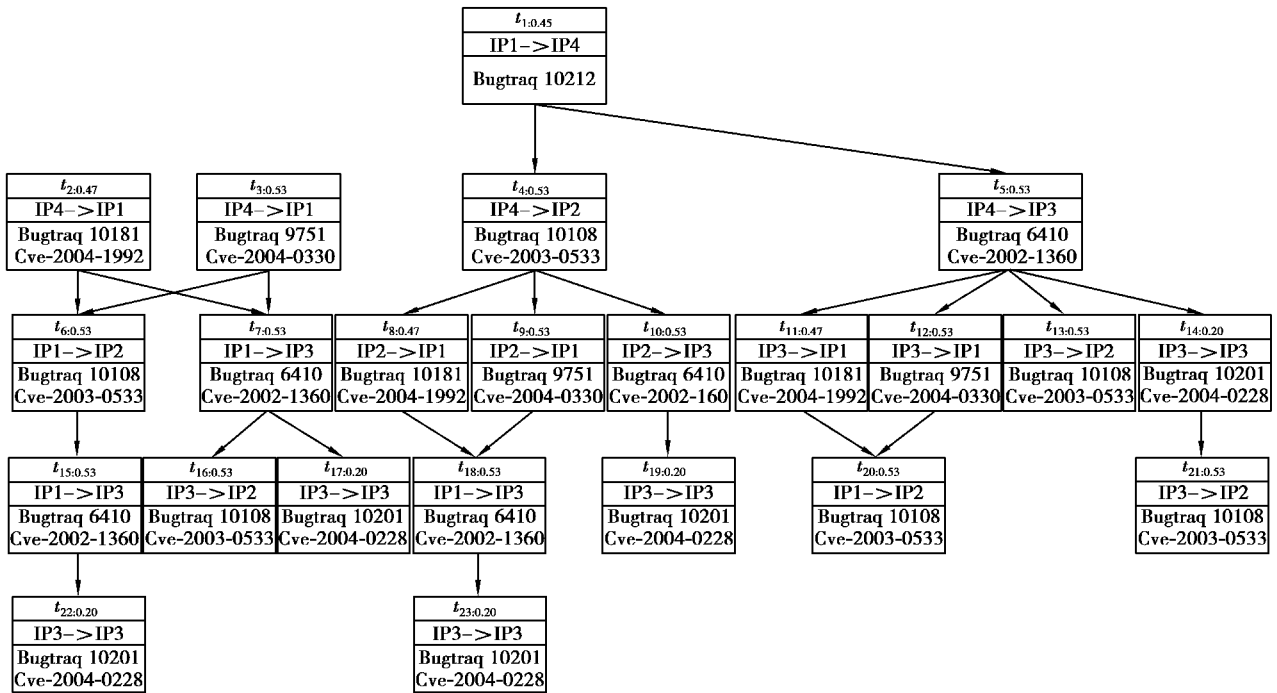 t1:0.45
IP1->IP4
Bugtraq 10212
t2:0.47
IP4->IP1
Bugtraq 10181
Cve-2004-1992
t3:0.53
IP4->IP1
Bugtraq 9751
Cve-2004-0330
t4:0.53
IP4->IP2
Bugtraq 10108
Cve-2003-0533
t5:0.53
IP4->IP3
Bugtraq 6410
Cve-2002-1360
t6:0.53
IP1->IP2
Bugtraq 10108
Cve-2003-0533
t7:0.53
IP1->IP3
Bugtraq 6410
Cve-2002-1360
t8:0.47
IP2->IP1
Bugtraq 10181
Cve-2004-1992
t9:0.53
IP2->IP1
Bugtraq 9751
Cve-2004-0330
t10:0.53
IP2->IP3
Bugtraq 6410
Cve-2002-160
t11:0.47
IP3->IP1
Bugtraq 10181
Cve-2004-1992
t12:0.53
IP3->IP1
Bugtraq 9751
Cve-2004-0330
t13:0.53
IP3->IP2
Bugtraq 10108
Cve-2003-0533
t14:0.20
IP3->IP3
Bugtraq 10201
Cve-2004-0228
t15:0.53
IP1->IP3
Bugtraq 6410
Cve-2002-1360
t16:0.53
IP3->IP2
Bugtraq 10108
Cve-2003-0533
t17:0.20
IP3->IP3
Bugtraq 10201
Cve-2004-0228
t18:0.53
IP1->IP3
Bugtraq 6410
Cve-2002-1360
t19:0.20
IP3->IP3
Bugtraq 10201
Cve-2004-0228
t20:0.53
IP1->IP2
Bugtraq 10108
Cve-2003-0533
t21:0.53
IP3->IP2
Bugtraq 10108
Cve-2003-0533
t22:0.20
IP3->IP3
Bugtraq 10201
Cve-2004-0228
t23:0.20
IP3->IP3
Bugtraq 10201
Cve-2004-0228